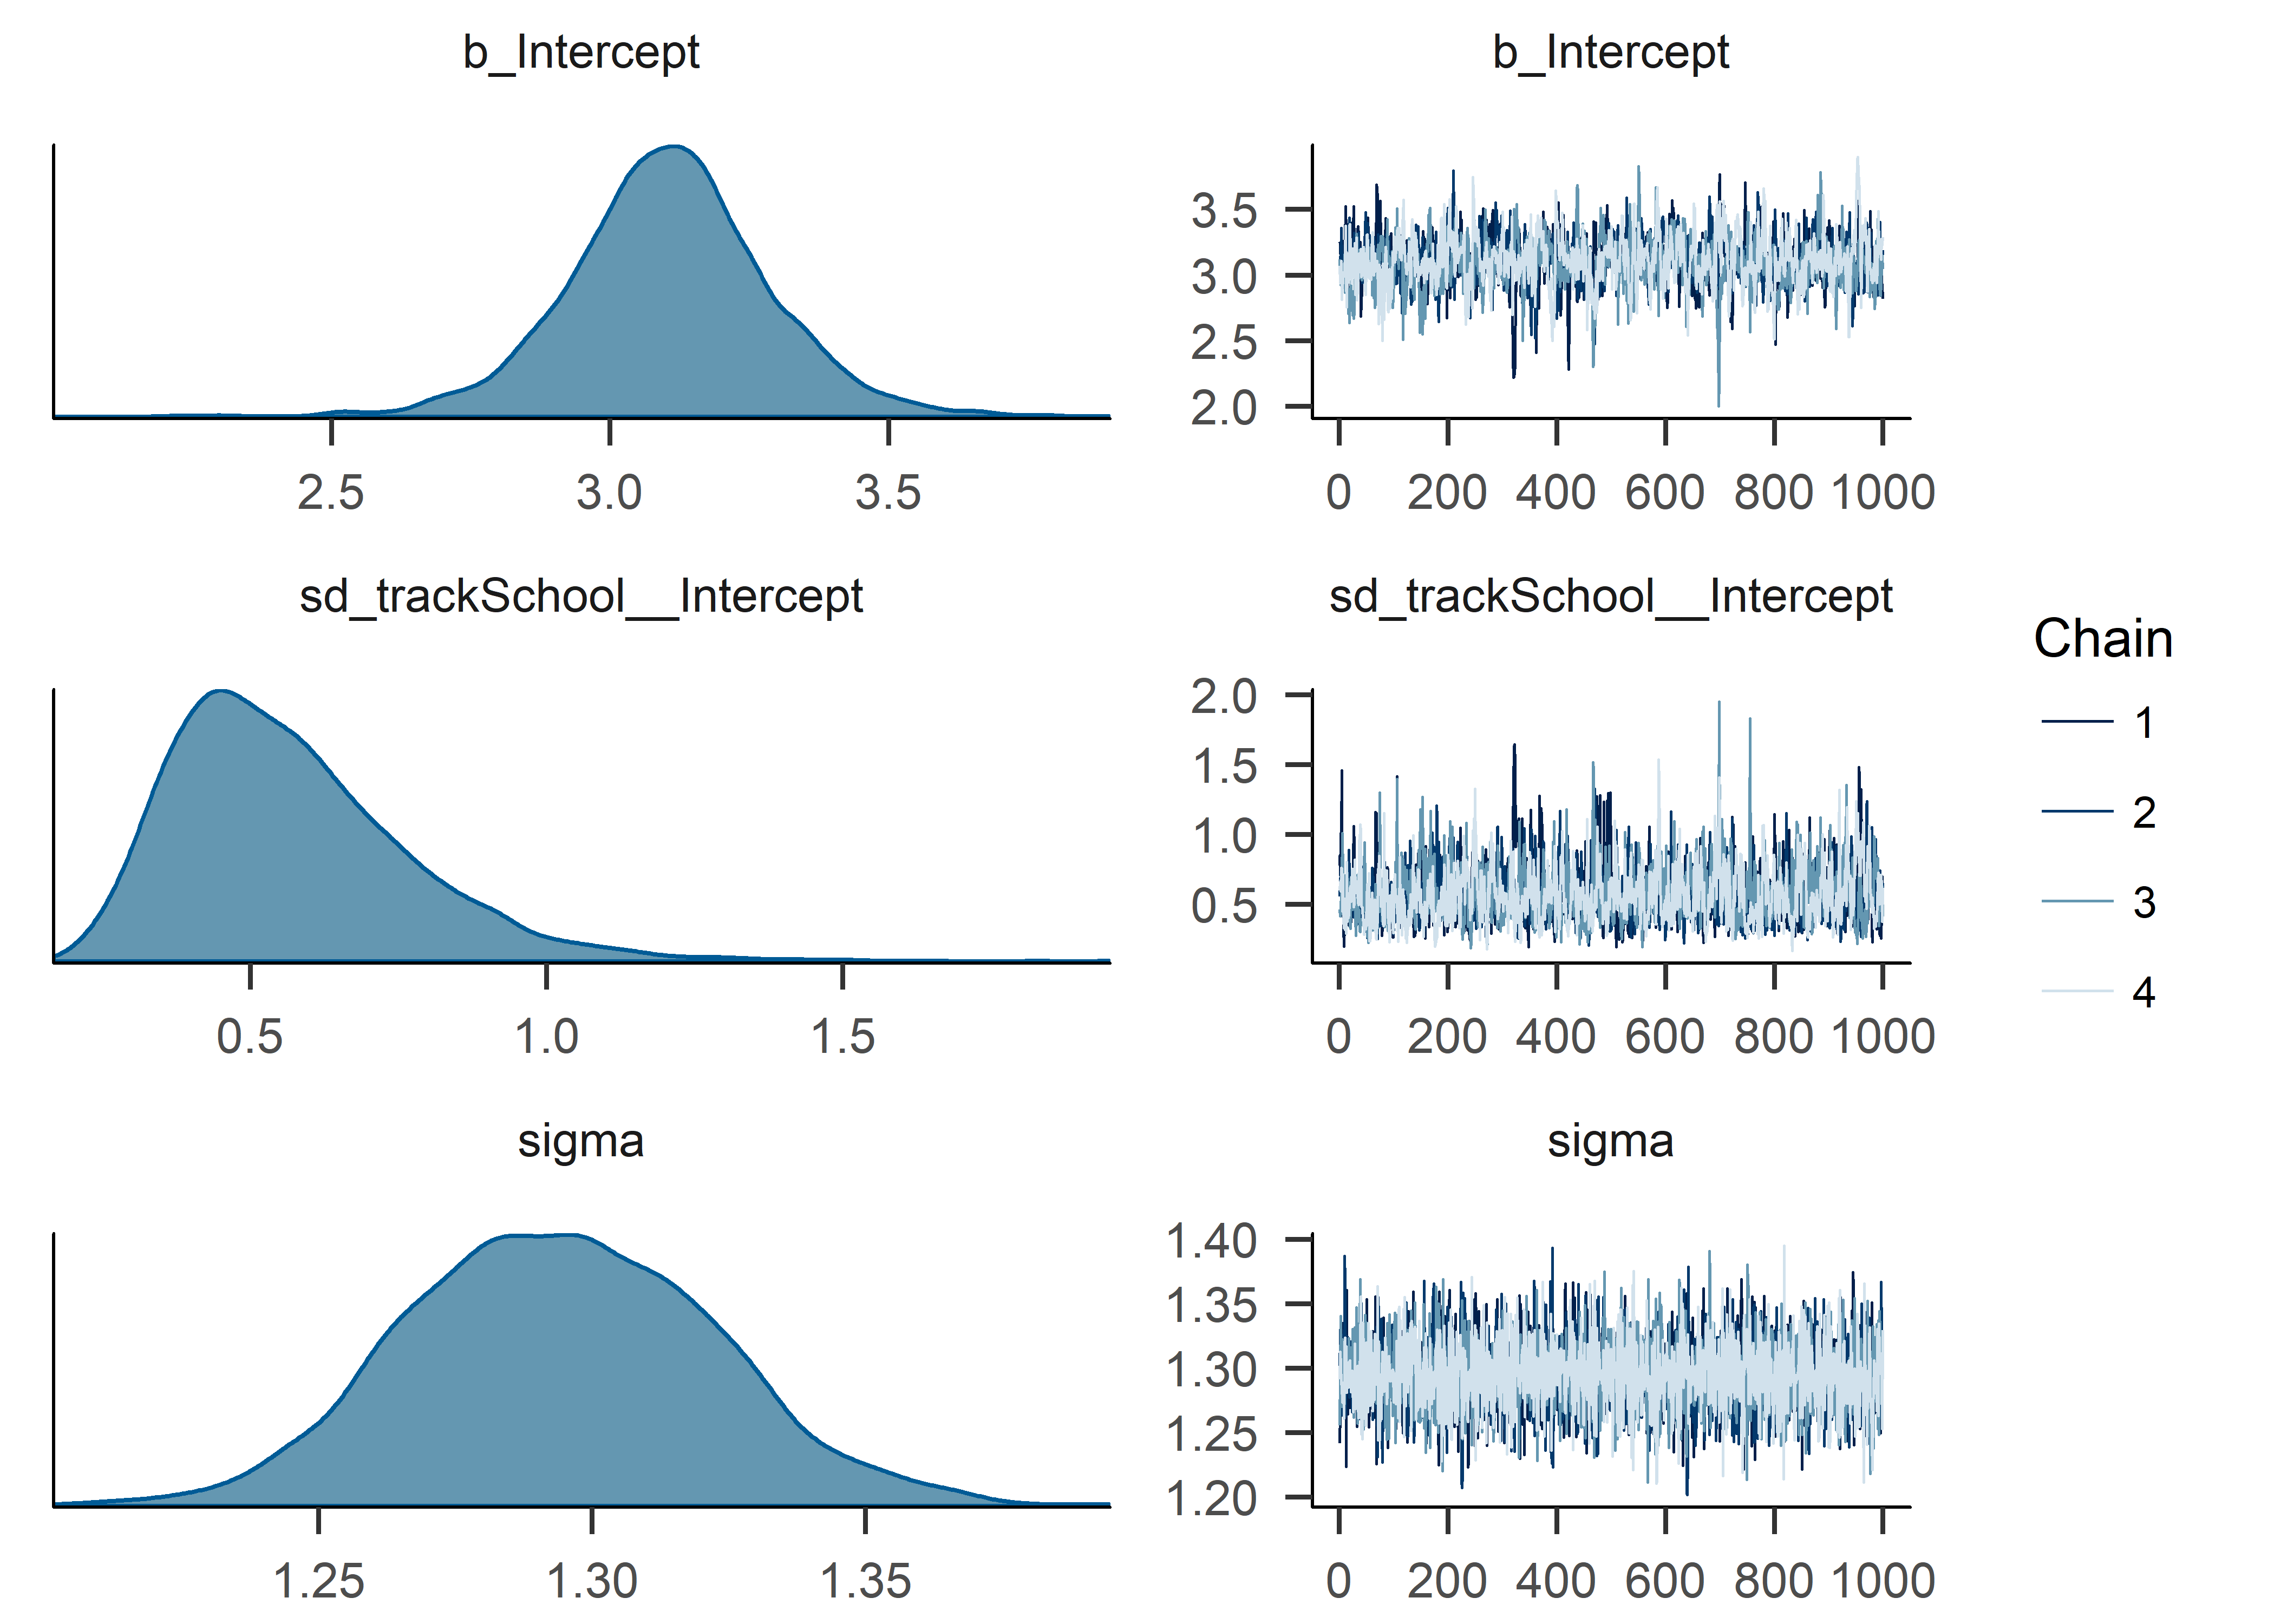 b_Intercept b_Intercept
3.5
3.0
2.5
2.0
2.5 3.0 3.5 0 200 400 600 800 1000
sd_trackSchool__Intercept sd_trackSchool__Intercept
Chain
2.0
1
1.5
2
1.0
3
0.5
4
0.5 1.0 1.5 0 200 400 600 800 1000
sigma sigma
1.40
1.35
1.30
1.25
1.20
1.25 1.30 1.35 0 200 400 600 800 1000